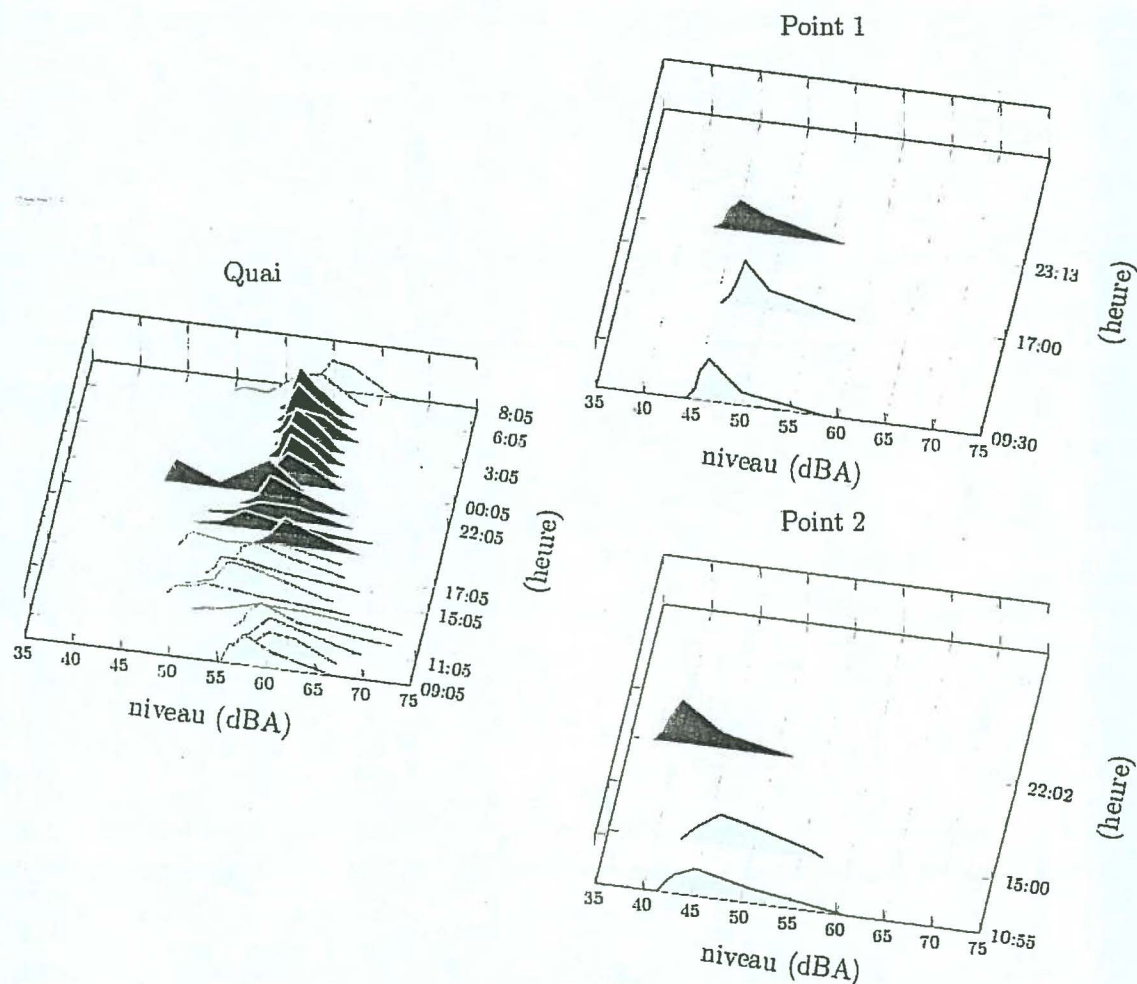 Quai
8:05
6:05
3:05
00:05
22:05
17:05
15:05
11:05
09:05
(heure)
35 40 45 50 55 60 65 70 75
niveau (dBA)
Point 1
23:13
17:00
09:30
(heure)
35 40 45 50 55 60 65 70 75
niveau (dBA)
Point 2
22:02
15:00
10:55
(heure)
35 40 45 50 55 60 65 70 75
niveau (dBA)